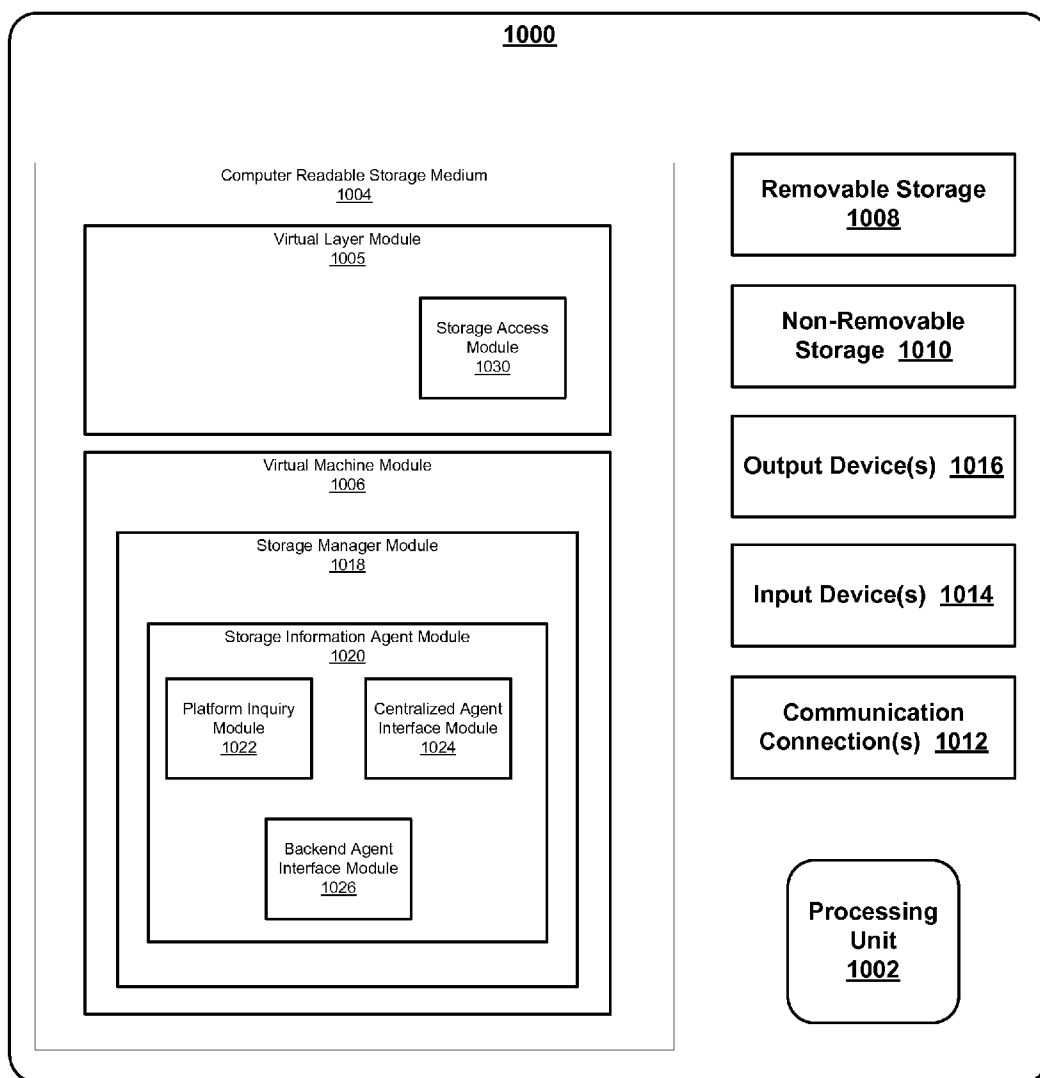 1000
Computer Readable Storage Medium
1004
Virtual Layer Module
1005
Storage Access
Module
1030
Virtual Machine Module
1006
Storage Manager Module
1018
Storage Information Agent Module
1020
Platform Inquiry
Module
1022
Centralized Agent
Interface Module
1024
Backend Agent
Interface Module
1026
Removable Storage
1008
Non-Removable
Storage 1010
Output Device(s) 1016
Input Device(s) 1014
Communication
Connection(s) 1012
Processing
Unit
1002